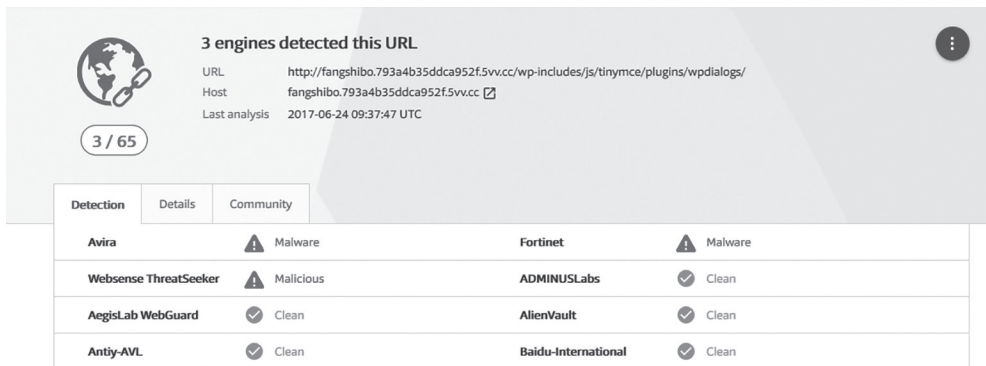 3 engines detected this URL
URL http://fangshibo.793a4b35ddca952f.5vv.cc/wp-includes/js/tinymce/plugins/wpdialogs/
Host fangshibo.793a4b35ddca952f.5vv.cc
Last analysis 2017-06-24 09:37:47 UTC
3 / 65
Detection Details Community
Avira Malware Fortinet Malware
Websense ThreatSeeker Malicious ADMINUSLabs Clean
AegisLab WebGuard Clean AlienVault Clean
Antiy-AVL Clean Baidu-International Clean